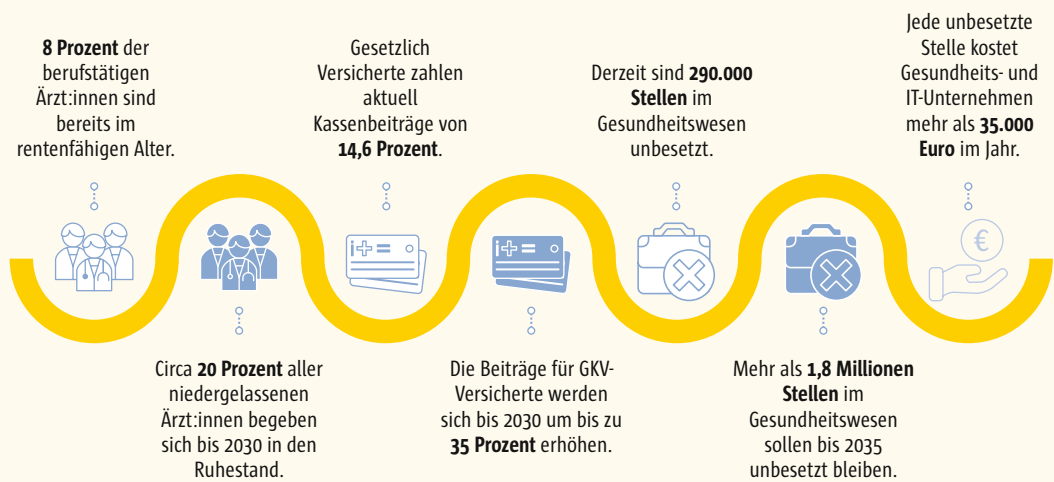 8 Prozent der
berufstätigen
Ärzt:innen sind
bereits im
rentenfähigen Alter.
Circa 20 Prozent aller
niedergelassenen
Ärzt:innen begeben
sich bis 2030 in den
Ruhestand.
Gesetzlich
Versicherte zahlen
aktuell
Kassenbeiträge von
14,6 Prozent.
Die Beiträge für GKV-
Versicherte werden
sich bis 2030 um bis zu
35 Prozent erhöhen.
Derzeit sind 290.000
Stellen im
Gesundheitswesen
unbesetzt.
Mehr als 1,8 Millionen
Stellen im
Gesundheitswesen
sollen bis 2035
unbesetzt bleiben.
Jede unbesetzte
Stelle kostet
Gesundheits- und
IT-Unternehmen
mehr als 35.000
Euro im Jahr.
i+=
i+=
€